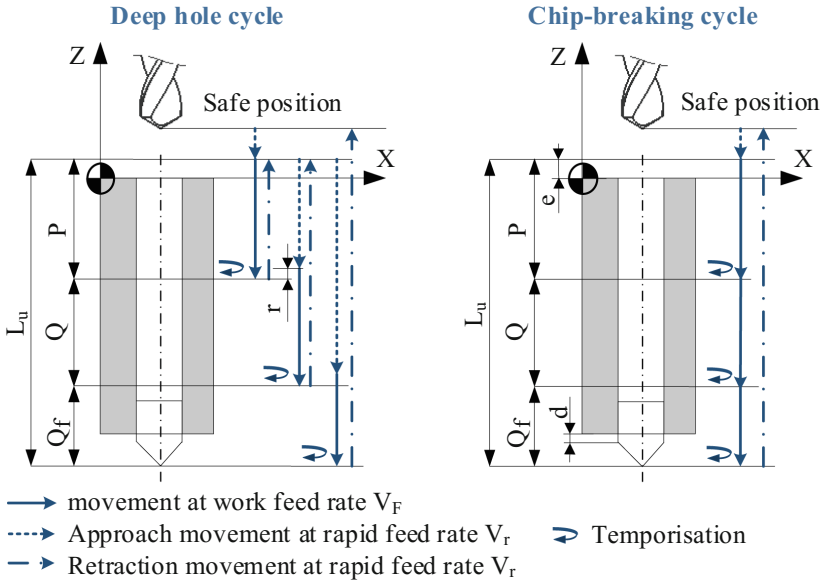 Deep hole cycle
Z
Safe position
X
P
Q
Qf
Lu
r
Chip-breaking cycle
Z
Safe position
X
e
P
Q
Qf
Lu
d
movement at work feed rate VF
Approach movement at rapid feed rate Vr
Temporisation
Retraction movement at rapid feed rate Vr